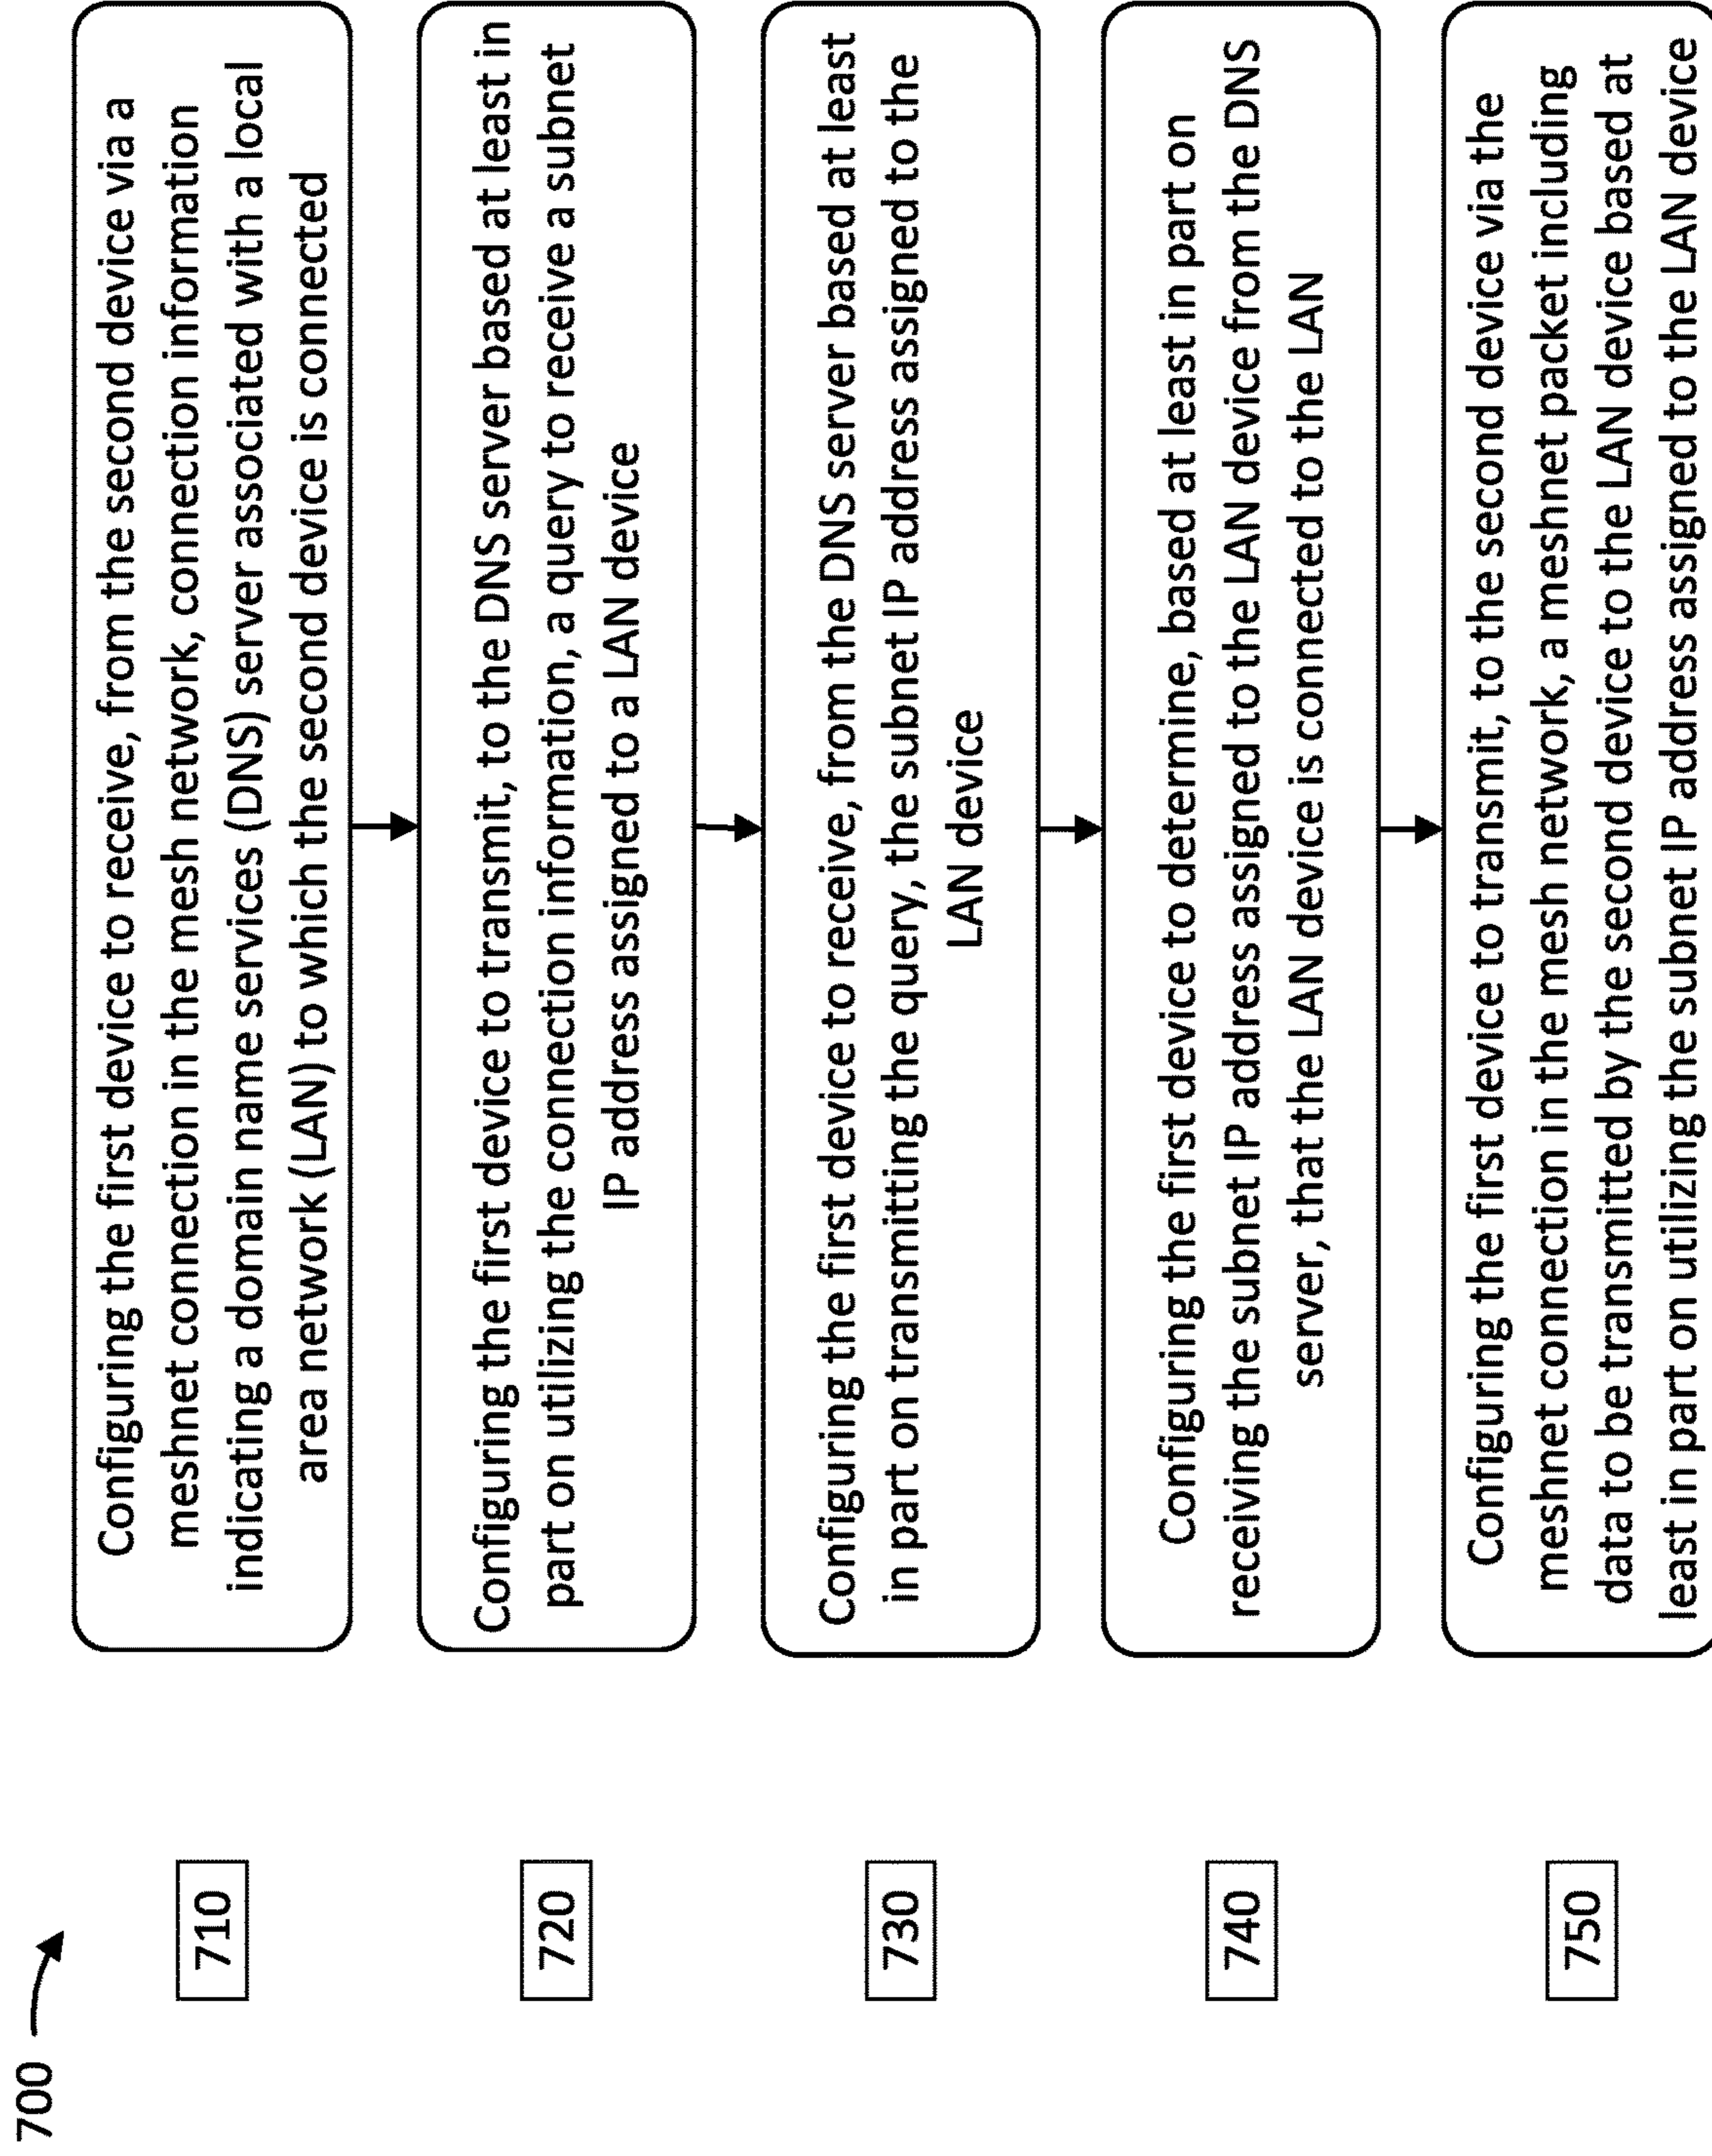 700
710
Configuring the first device to receive, from the second device via a
meshnet connection in the mesh network, connection information
indicating a domain name services (DNS) server associated with a local
area network (LAN) to which the second device is connected
720
Configuring the first device to transmit, to the DNS server based at least in
part on utilizing the connection information, a query to receive a subnet
IP address assigned to a LAN device
730
Configuring the first device to receive, from the DNS server based at least
in part on transmitting the query, the subnet IP address assigned to the
LAN device
740
Configuring the first device to determine, based at least in part on
receiving the subnet IP address assigned to the LAN device from the DNS
server, that the LAN device is connected to the LAN
750
Configuring the first device to transmit, to the second device via the
meshnet connection in the mesh network, a meshnet packet including
data to be transmitted by the second device to the LAN device based at
least in part on utilizing the subnet IP address assigned to the LAN device